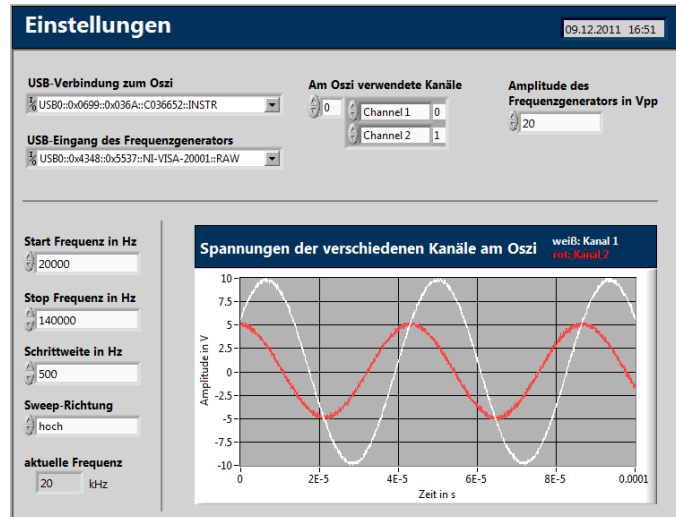 Einstellungen
09.12.2011 16:51
USB-Verbindung zum Oszi
USB0::0x0699::0x036A::C036652::INSTR
USB-Eingang des Frequenzgenerators
USB0::0x4348::0x5537::NI-VISA-20001::RAW
Am Oszi verwendete Kanäle
0
Channel 1 0
Channel 2 1
Amplitude des
Frequenzgenerators in Vpp
20
Start Frequenz in Hz
20000
Stop Frequenz in Hz
140000
Schrittweite in Hz
500
Sweep-Richtung
hoch
aktuelle Frequenz
20 kHz
Spannungen der verschiedenen Kanäle am Oszi
weiß: Kanal 1
rot: Kanal 2
Amplitude in V
10
7.5
5
2.5
0
-2.5
-5
-7.5
-10
0 2E-5 4E-5 6E-5 8E-5 0.0001
Zeit in s